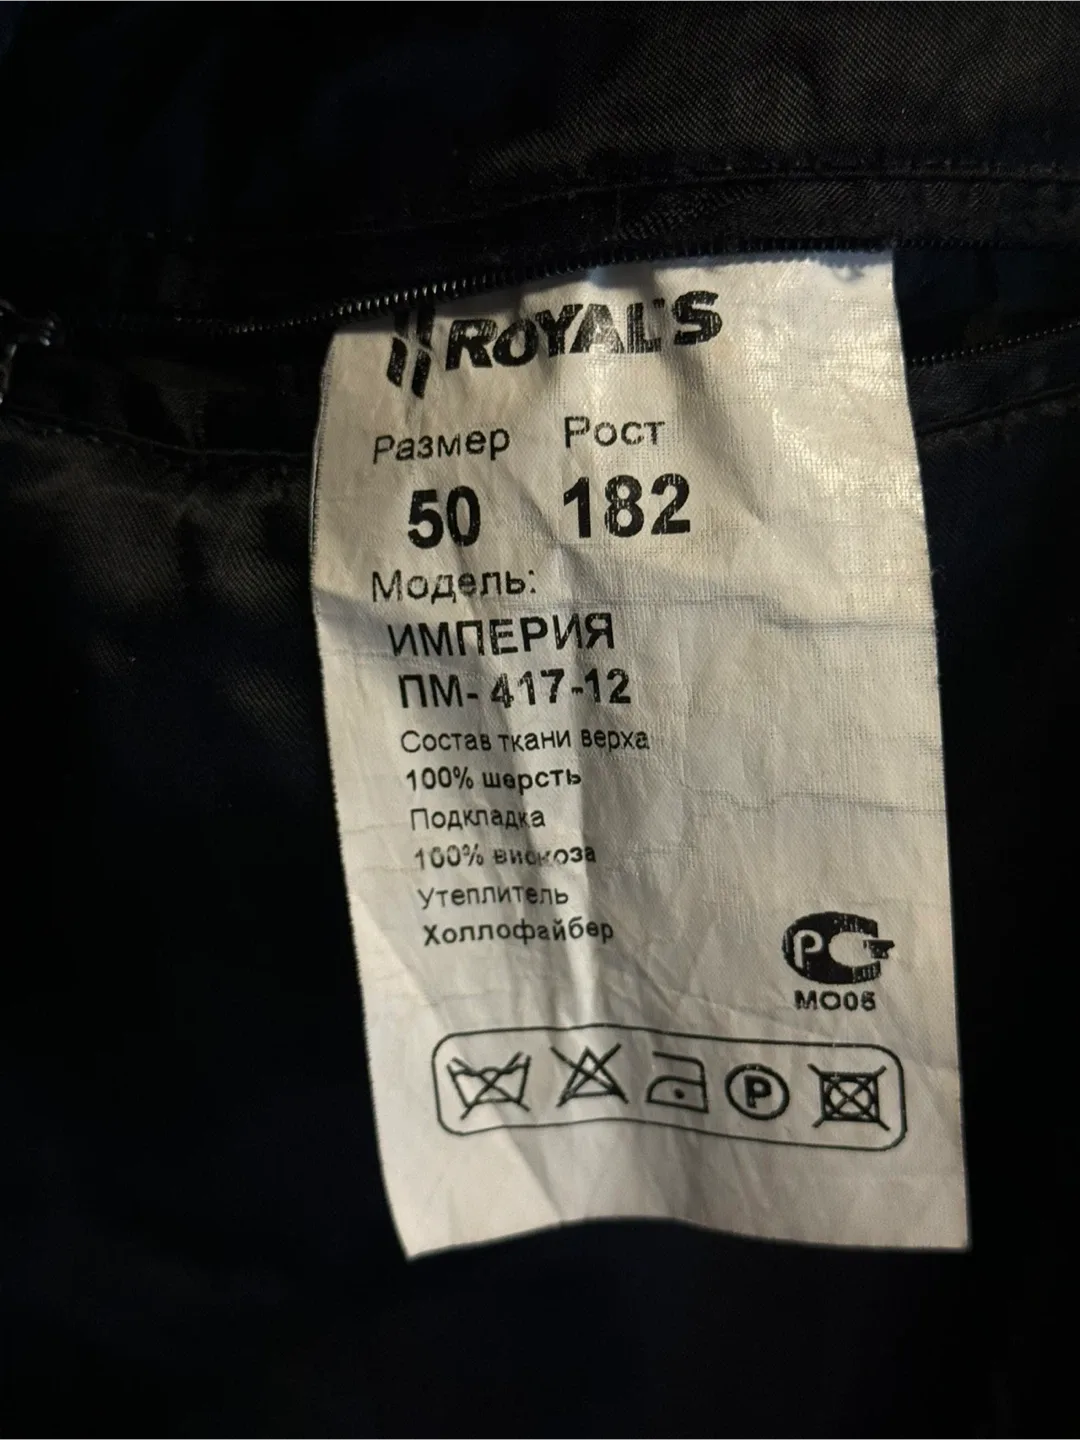 ROYAL'S
Размер Рост
50 182
Модель:
ИМПЕРИЯ
ПМ- 417-12
Состав ткани верха
100% шерсть
Подкладка
100% вискоза
Утеплитель
Холлофайбер
РС
МО05
P